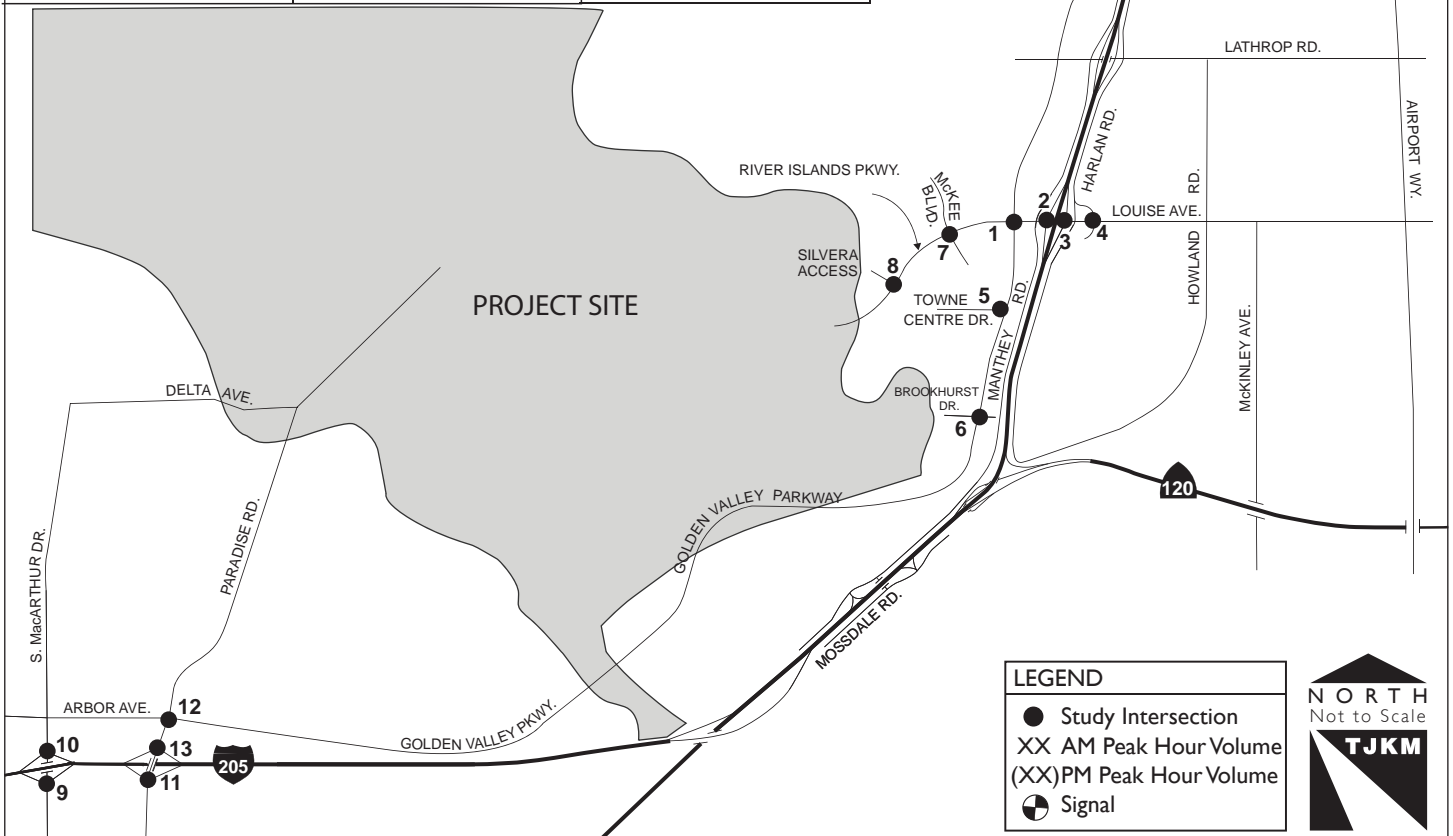 LATHROP RD.
HARLAN RD.
AIRPORT WY.
RIVER ISLANDS PKWY.
McKEE
BLVD.
2
LOUISE AVE.
1
3
4
7
HOWLAND RD.
SILVERA
ACCESS
8
PROJECT SITE
TOWNE
CENTRE DR.
5
MANTHEY RD.
McKINLEY AVE.
DELTA AVE.
BROOKHURST
DR.
6
120
GOLDEN VALLEY PARKWAY
PARADISE RD.
S. MacARTHUR DR.
MOSSDALE RD.
ARBOR AVE.
12
GOLDEN VALLEY PKWY.
10
13
205
9
11
LEGEND
Study Intersection
XX AM Peak Hour Volume
(XX) PM Peak Hour Volume
Signal
NORTH
Not to Scale
TJKM